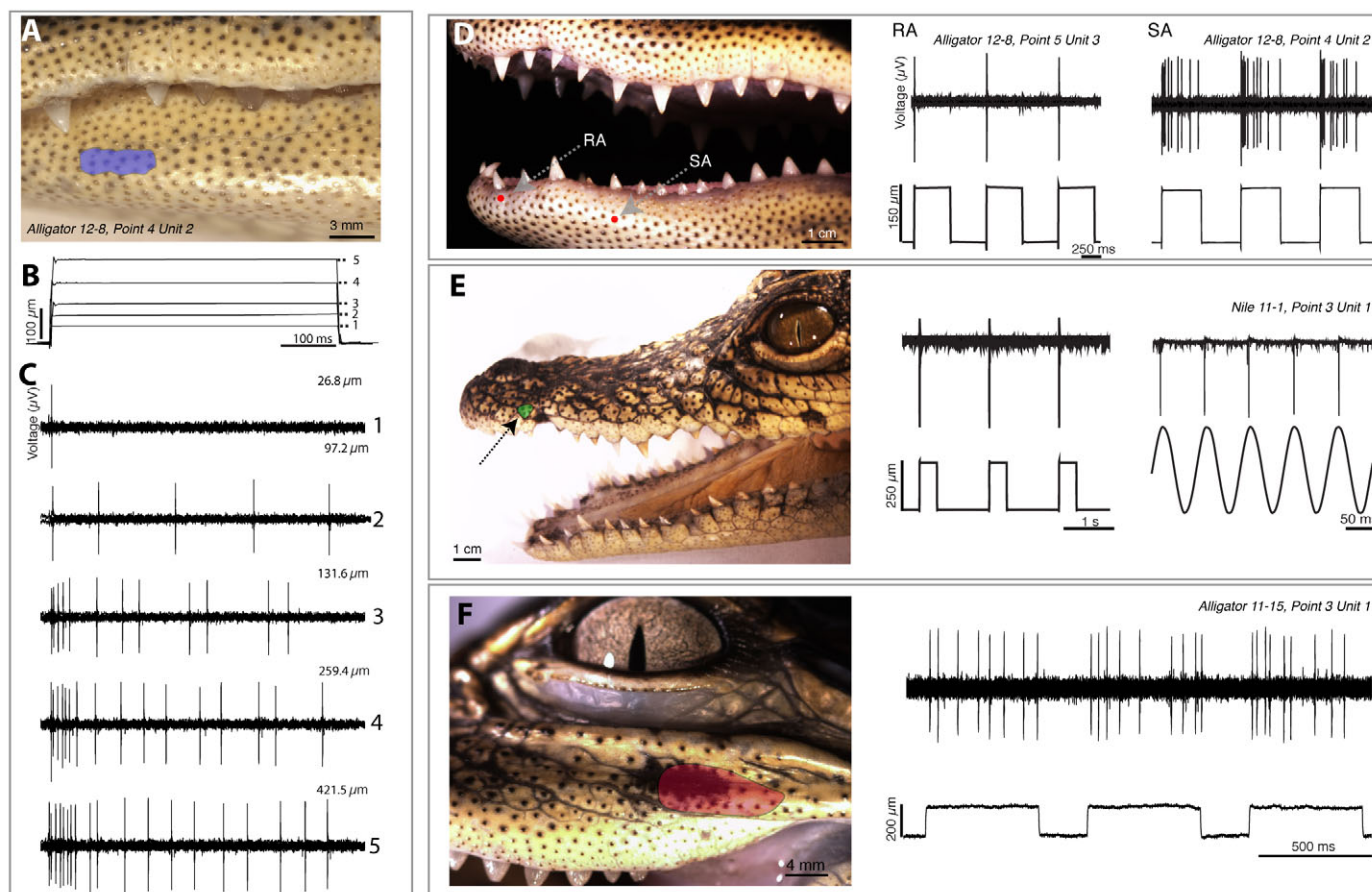 A
Alligator 12-8, Point 4 Unit 2
3 mm
B
5
4
3
2
1
100 µm
100 ms
C
Voltage (µV)
26.8 µm
1
97.2 µm
2
131.6 µm
3
259.4 µm
4
421.5 µm
5
D
RA
SA
1 cm
RA
Alligator 12-8, Point 5 Unit 3
Voltage (µV)
150 µm
250 ms
SA
Alligator 12-8, Point 4 Unit 2
E
1 cm
250 µm
1 s
Nile 11-1, Point 3 Unit 1
50 m
F
4 mm
Alligator 11-15, Point 3 Unit 1
200 µm
500 ms